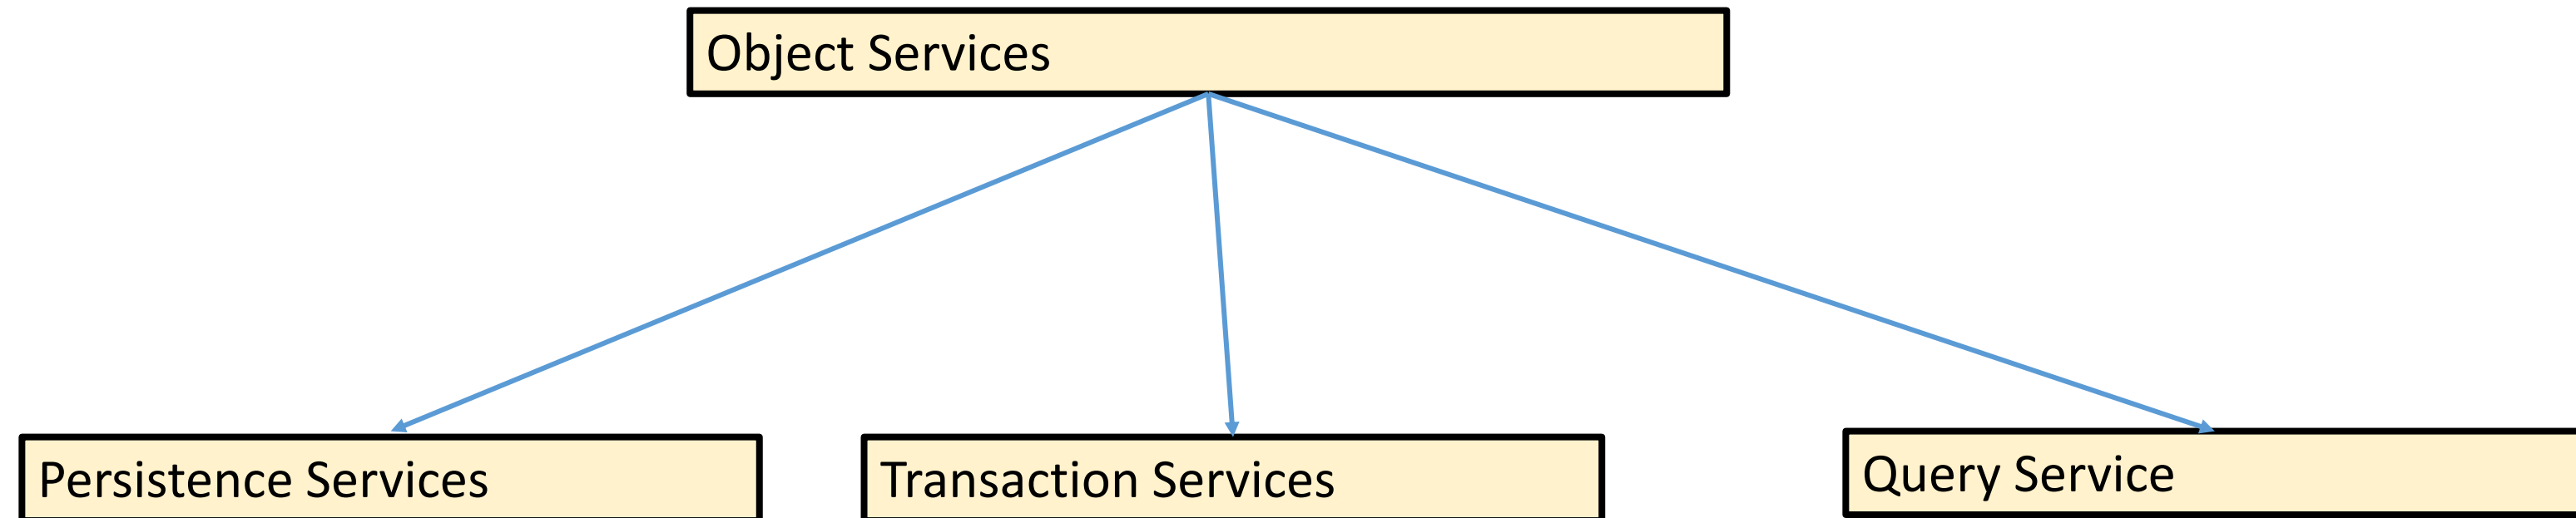 Object Services
Persistence Services
Transaction Services
Query Service